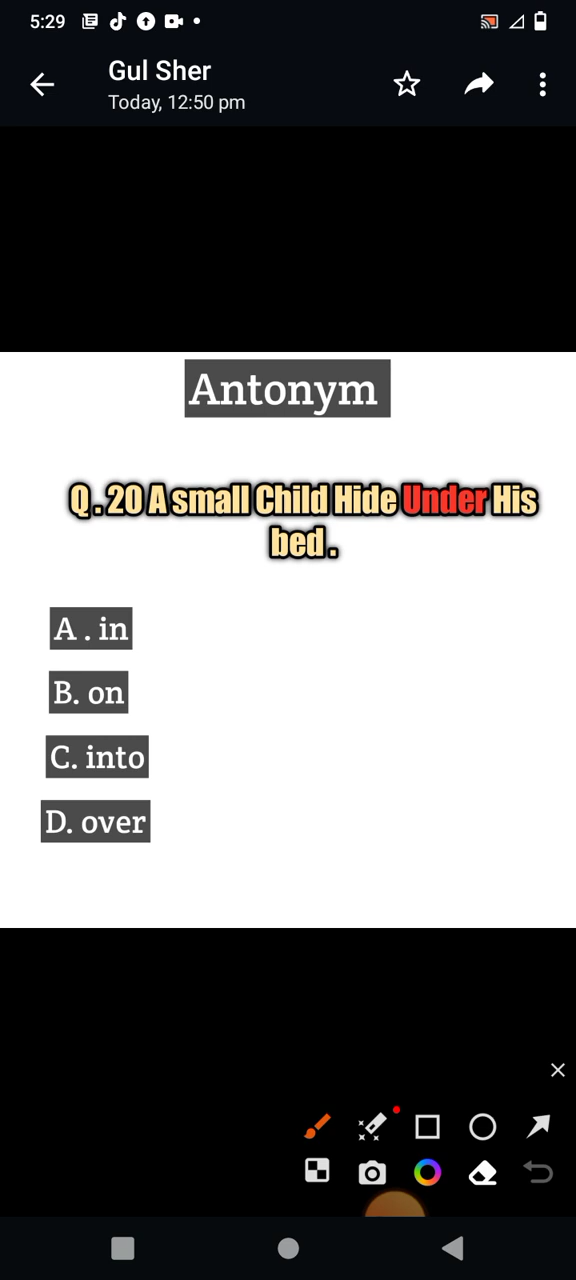 5:29
Gul Sher
Today, 12:50 pm
Antonym
Q.20 A small Child Hide Under His
bed.
A. in
B. on
C. into
D. over